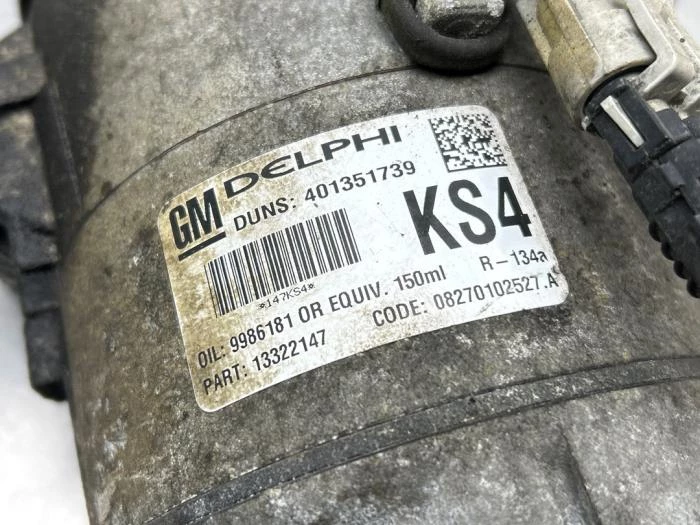 GM DELPHI
DUNS: 401351739
KS4
*147KS4*
R-134a
OIL: 9986181 OR EQUIV. 150ml
PART: 13322147
CODE: 08270102527.A